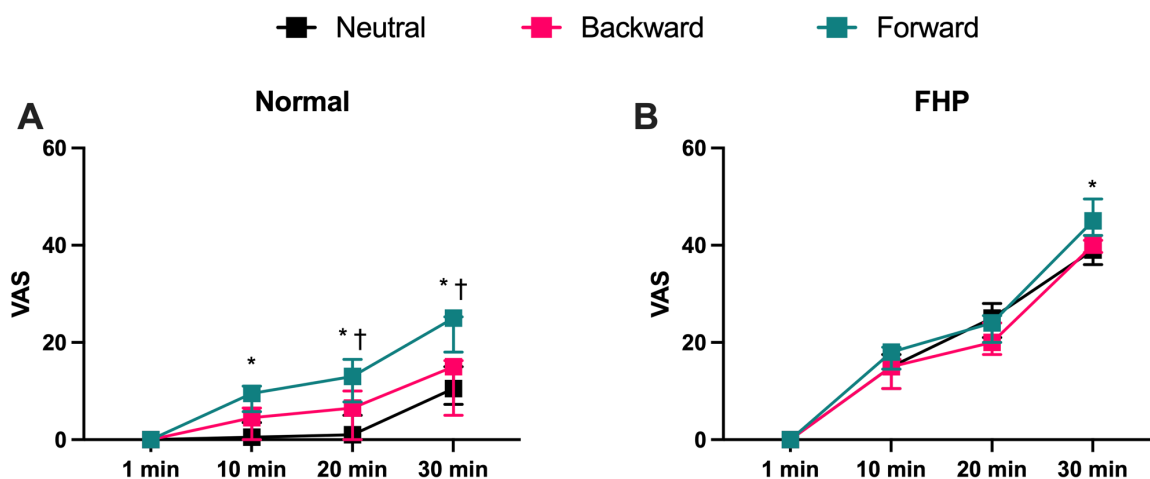 Neutral Backward Forward
A Normal
60
40
20
0
VAS
* * † * †
1 min 10 min 20 min 30 min
B FHP
60
40
20
0
VAS
*
1 min 10 min 20 min 30 min